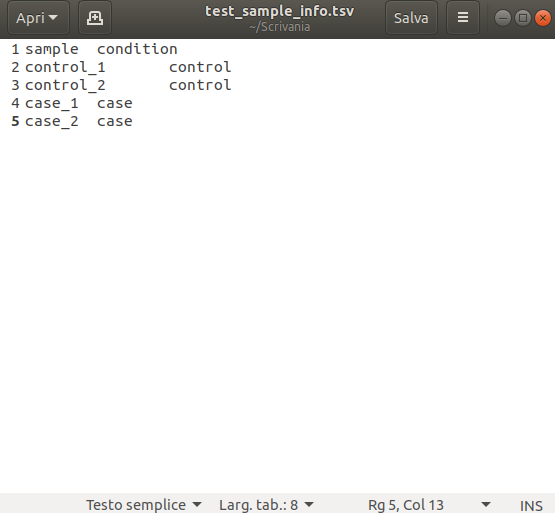 Apri
test_sample_info.tsv
~/Scrivania
Salva
1 sample	condition
2 control_1	control
3 control_2	control
4 case_1	case
5 case_2	case
Testo semplice
Larg. tab.: 8
Rg 5, Col 13
INS